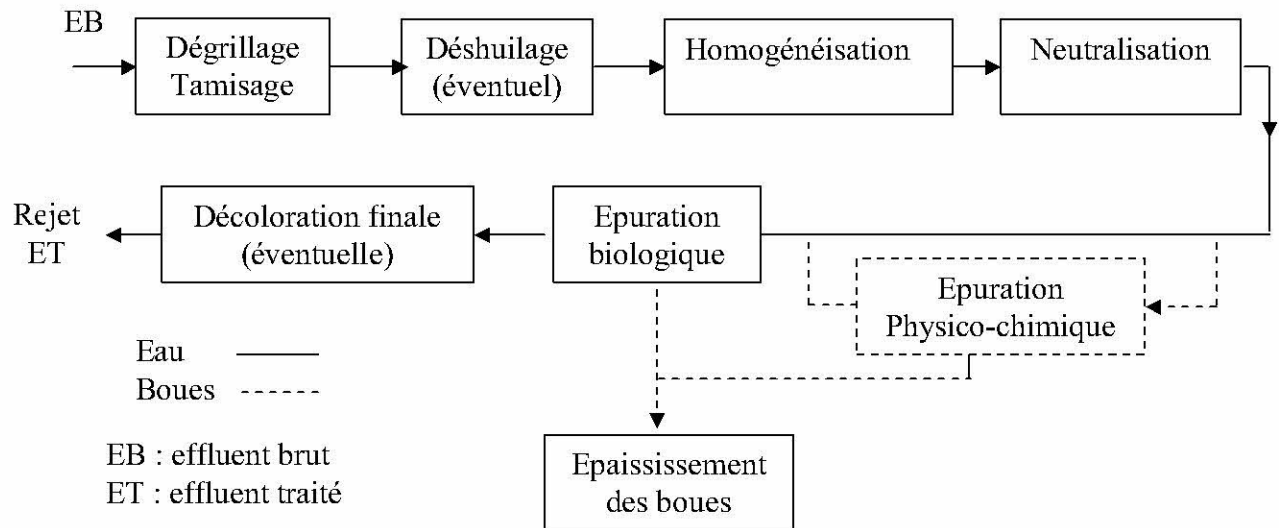 EB
Dégrillage
Tamisage
Déshuilage
(éventuel)
Homogénéisation
Neutralisation
Rejet
ET
Décoloration finale
(éventuelle)
Epuration
biologique
Epuration
Physico-chimique
Eau
Boues
EB : effluent brut
ET : effluent traité
Epaississement
des boues